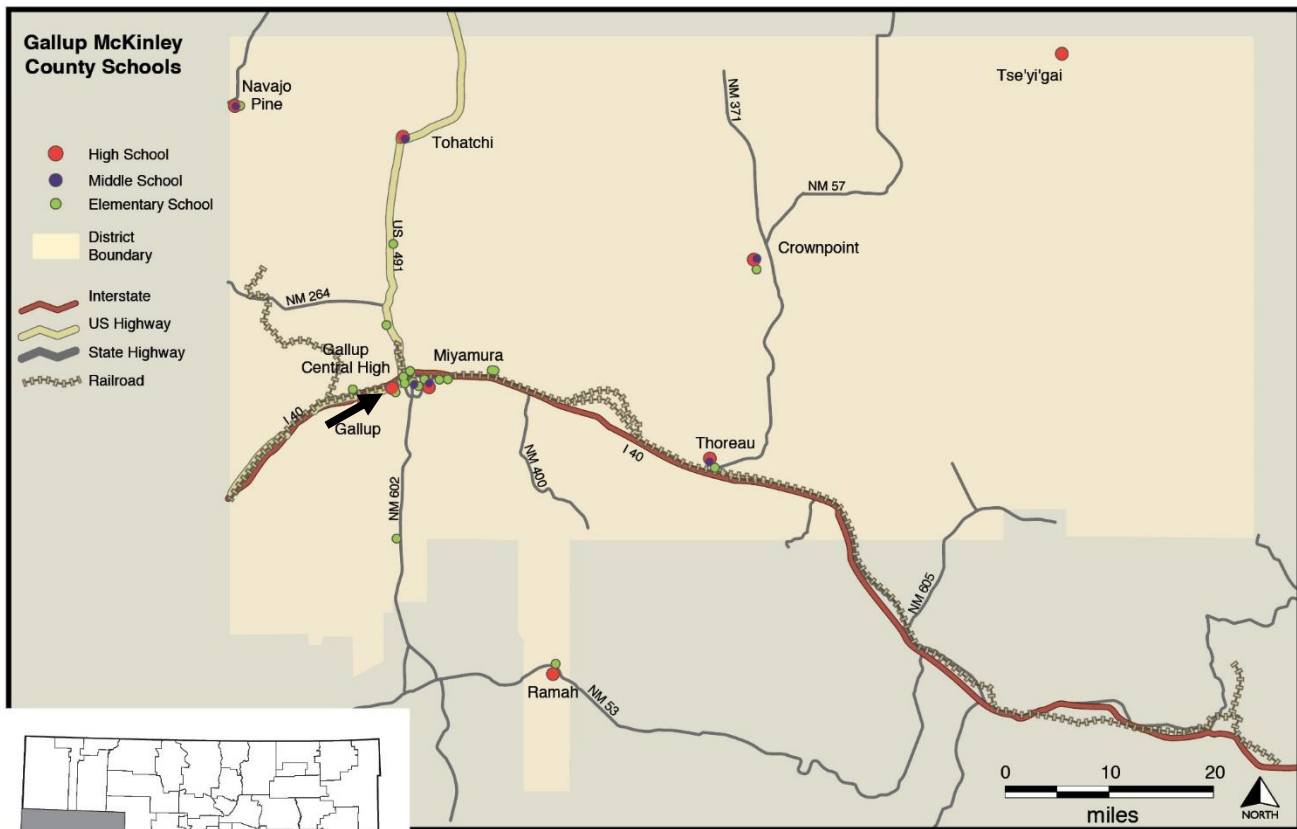 Gallup McKinley
County Schools
High School
Middle School
Elementary School
District
Boundary
Interstate
US Highway
State Highway
Railroad
Navajo
Pine
Tohatchi
Tse'yi'gai
NM 371
NM 57
Crownpoint
US 491
NM 264
Gallup
Central High
Miyamura
I 40
Gallup
NM 602
NM 400
I 40
Thoreau
NM 605
Ramah
NM 53
0 10 20
miles
NORTH